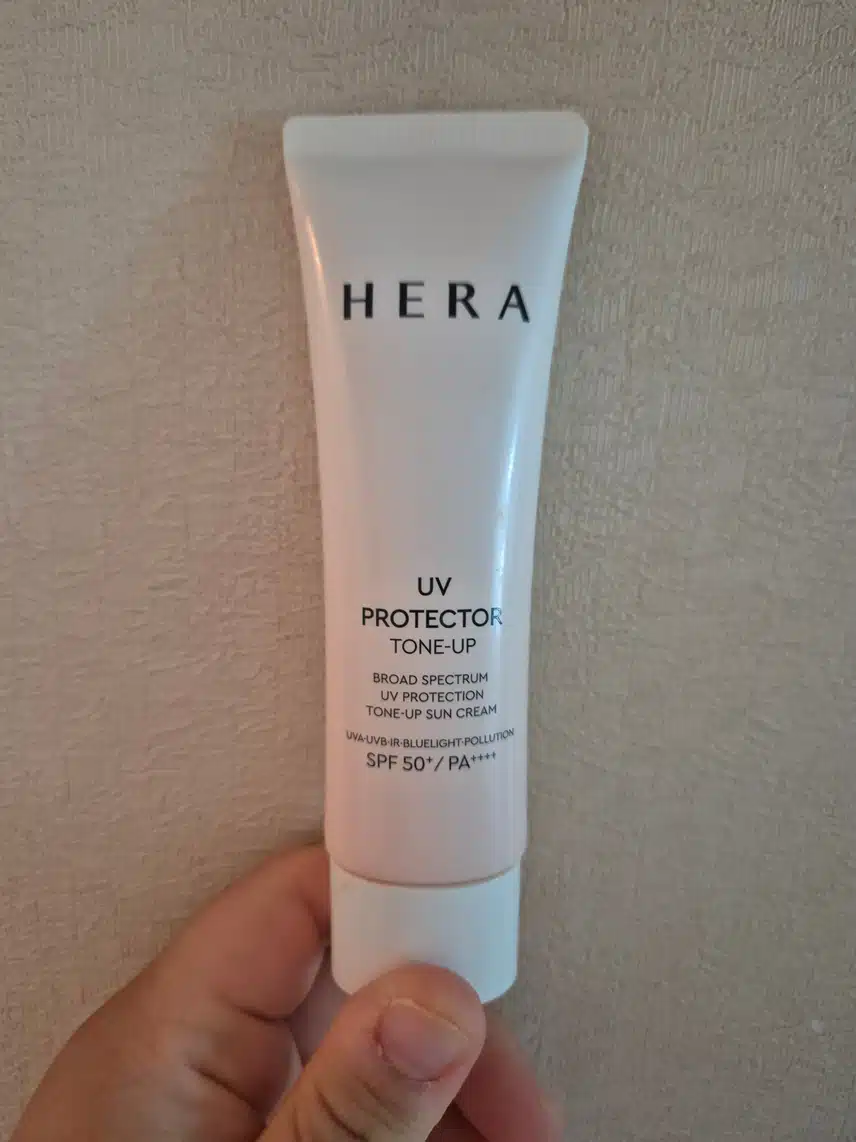 HERA
UV
PROTECTOR
TONE-UP
BROAD SPECTRUM
UV PROTECTION
TONE-UP SUN CREAM
UVA·UVB·IR·BLUELIGHT·POLLUTION
SPF 50⁺/ PA⁺⁺⁺⁺